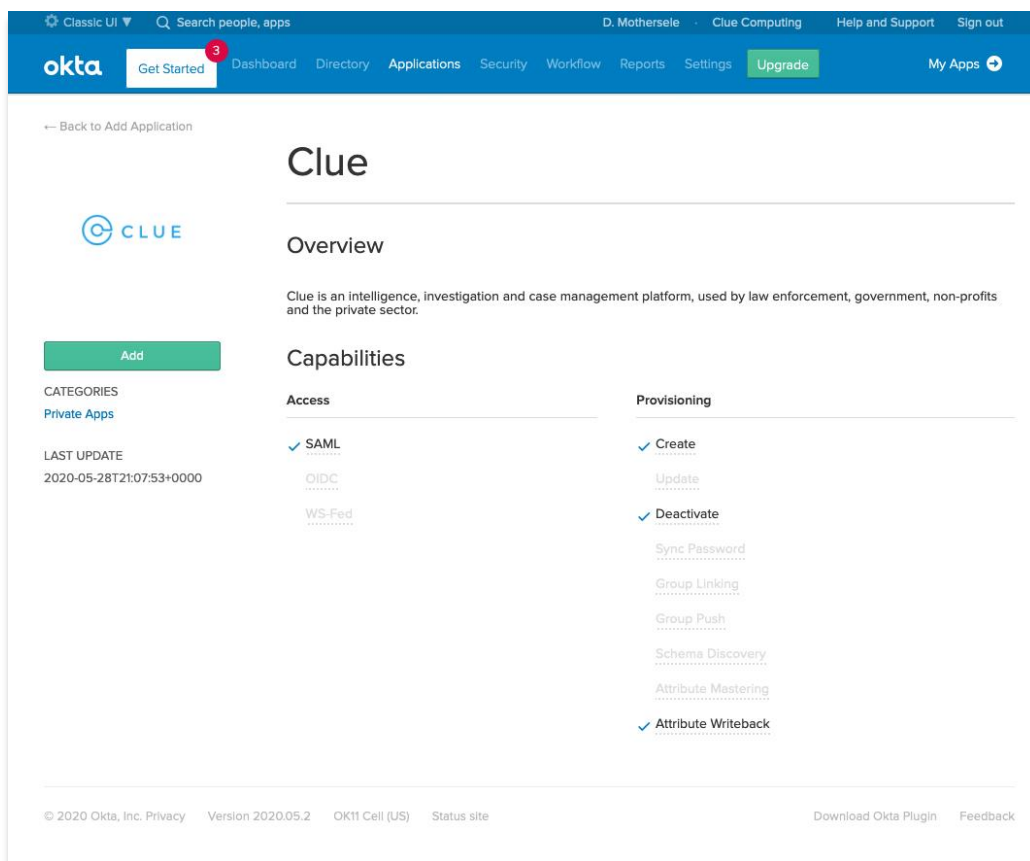 Classic UI ▼ Search people, apps D. Mothersele · Clue Computing Help and Support Sign out
okta Get Started 3 Dashboard Directory Applications Security Workflow Reports Settings Upgrade My Apps
← Back to Add Application
Clue
CLUE
Overview
Clue is an intelligence, investigation and case management platform, used by law enforcement, government, non-profits
and the private sector.
Add
CATEGORIES
Private Apps
LAST UPDATE
2020-05-28T21:07:53+0000
Capabilities
Access
SAML
OIDC
WS-Fed
Provisioning
Create
Update
Deactivate
Sync Password
Group Linking
Group Push
Schema Discovery
Attribute Mastering
Attribute Writeback
© 2020 Okta, Inc. Privacy Version 2020.05.2 OK11 Cell (US) Status site Download Okta Plugin Feedback